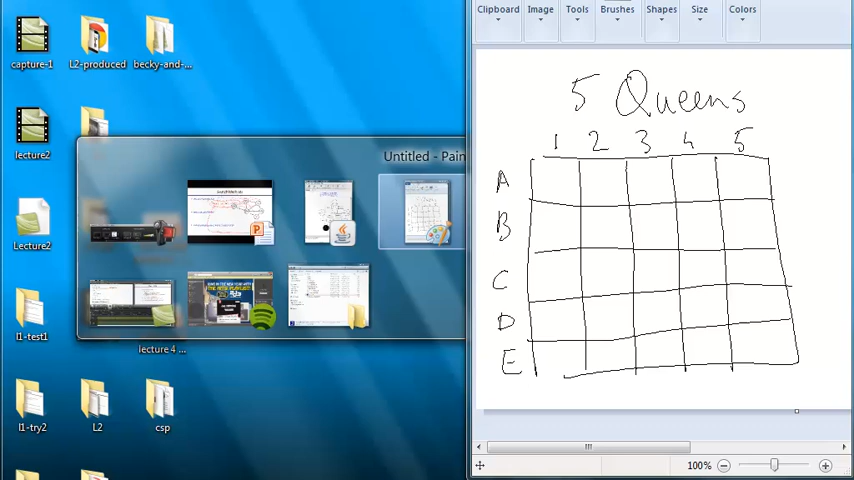 Clipboard Image Tools Brushes Shapes Size Colors
capture-1 L2-produced becky-and-...
lecture2
Untitled - Pain
Lecture2
l1-test1
lecture 4 ...
l1-try2 L2 csp
5 Queens
1 2 3 4 5
A
B
C
D
E
100%